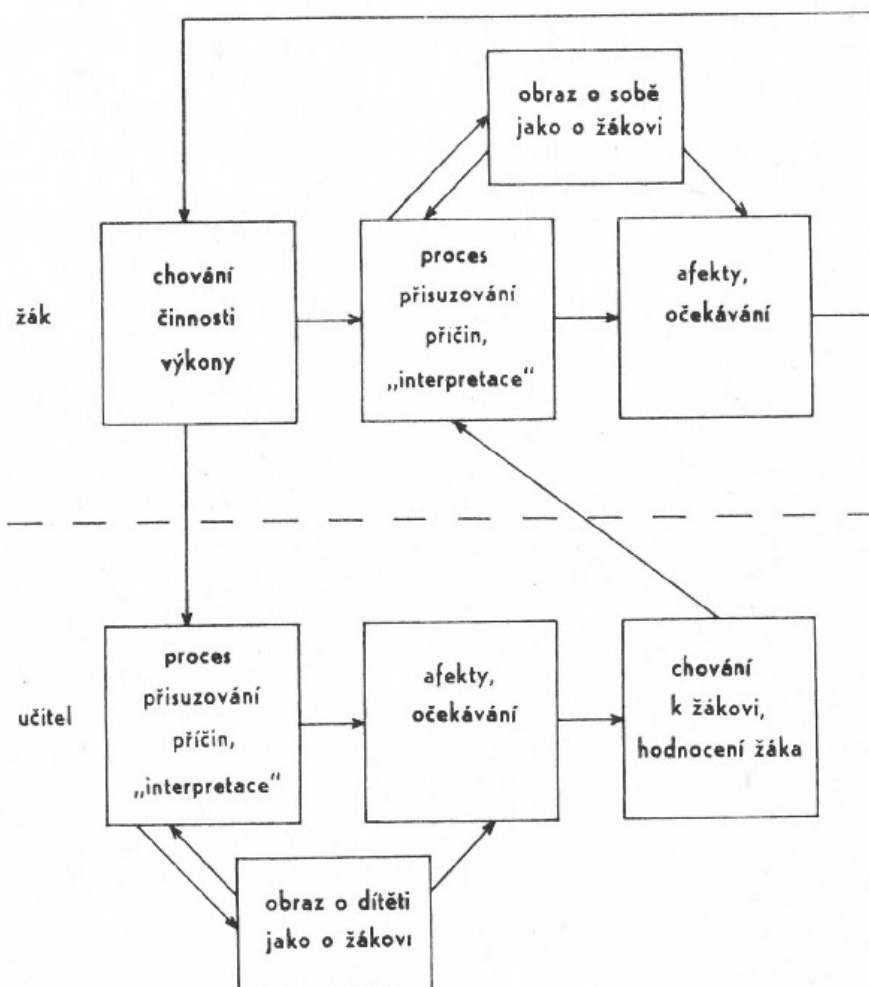 obraz o sobě
jako o žákovi
žák
chování
činnosti
výkony
proces
přisuzování
příčin,
„interpretace“
afekty,
očekávání
učitel
proces
přisuzování
příčin,
„interpretace“
afekty,
očekávání
chování
k žákovi,
hodnocení žáka
obraz o dítěti
jako o žákovi